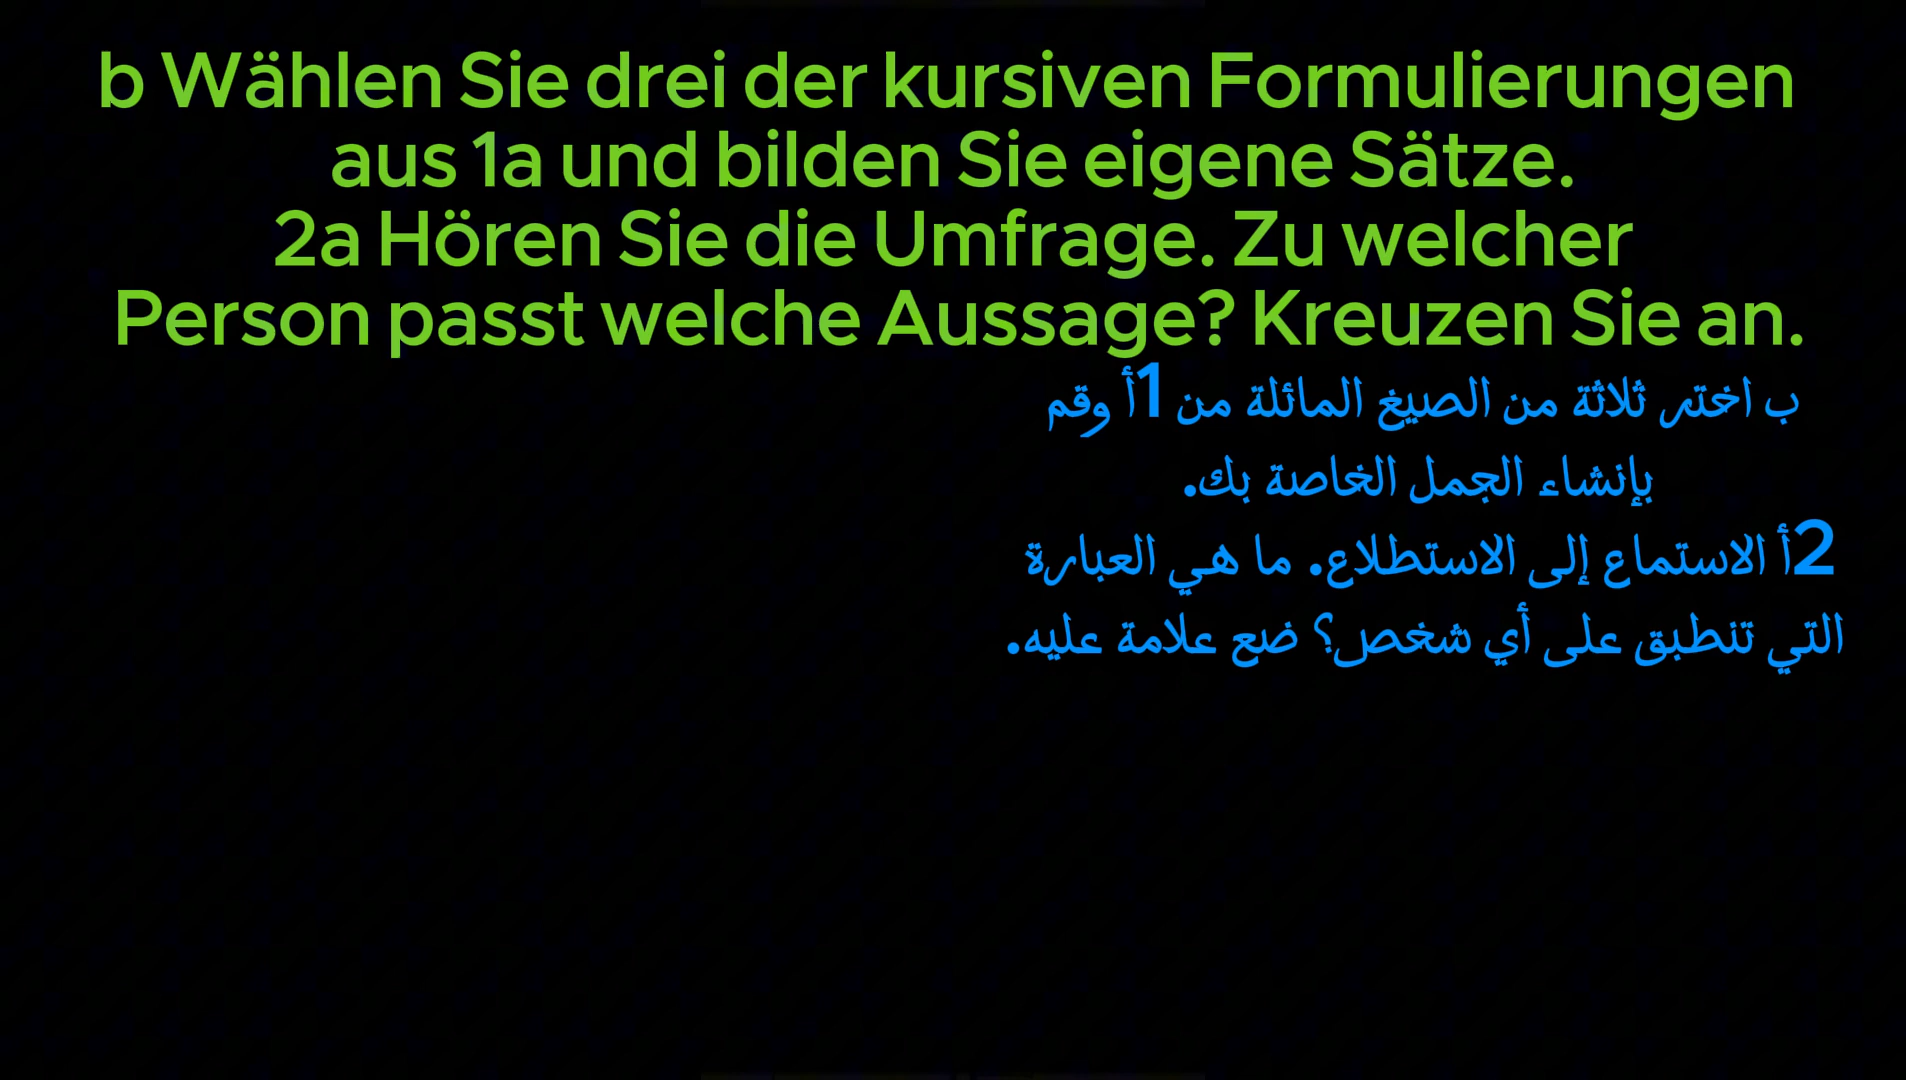 b Wählen Sie drei der kursiven Formulierungen
aus 1a und bilden Sie eigene Sätze.
2a Hören Sie die Umfrage. Zu welcher
Person passt welche Aussage? Kreuzen Sie an.
ب اختر ثلاثة من الصيغ المائلة من 1أ وقم
بإنشاء الجمل الخاصة بك.
2أ الاستماع إلى الاستطلاع. ما هي العبارة
التي تنطبق على أي شخص؟ ضع علامة عليه.